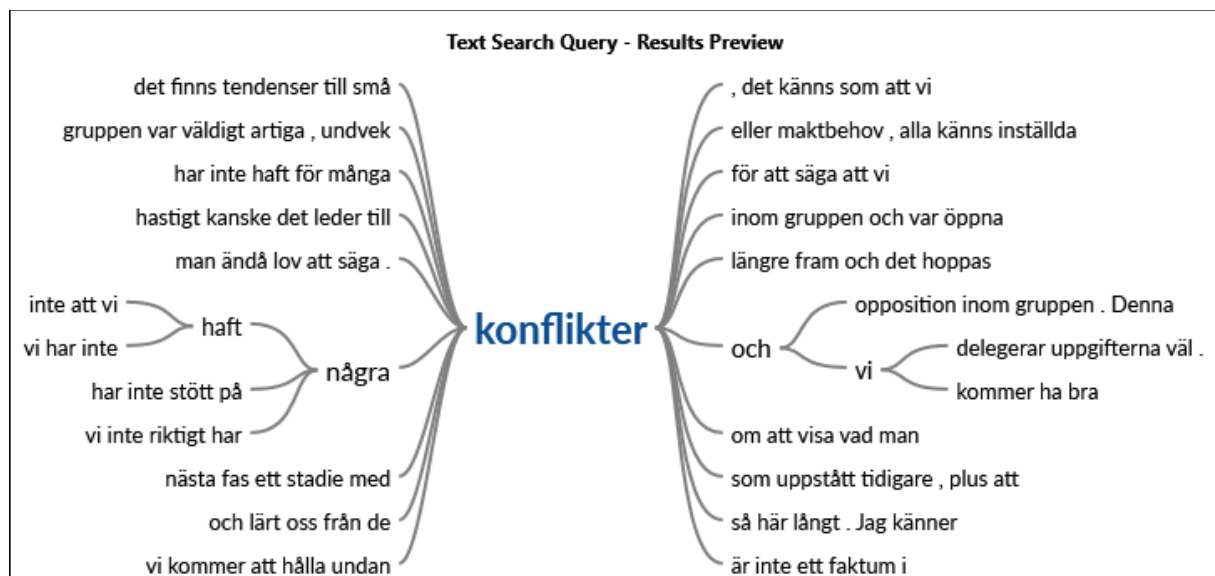 Text Search Query - Results Preview
det finns tendenser till små
gruppen var väldigt artiga , undvek
har inte haft för många
hastigt kanske det leder till
man ändå lov att säga .
inte att vi
vi har inte
haft
har inte stött på
vi inte riktigt har
några
nästa fas ett stadie med
och lärt oss från de
vi kommer att hålla undan
konflikter
, det känns som att vi
eller maktbehov , alla känns inställda
för att säga att vi
inom gruppen och var öppna
längre fram och det hoppas
och
opposition inom gruppen . Denna
vi
delegerar uppgifterna väl .
kommer ha bra
om att visa vad man
som uppstått tidigare , plus att
så här långt . Jag känner
är inte ett faktum i